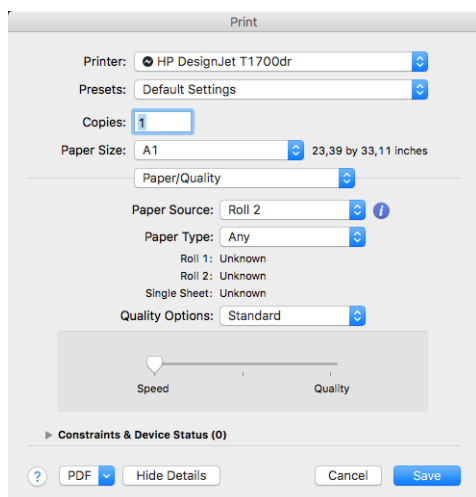 Print
Printer: HP DesignJet T1700dr
Presets: Default Settings
Copies: 1
Paper Size: A1 23,39 by 33,11 inches
Paper/Quality
Paper Source: Roll 2 i
Paper Type: Any
Roll 1: Unknown
Roll 2: Unknown
Single Sheet: Unknown
Quality Options: Standard
Speed Quality
Constraints & Device Status (0)
? PDF Hide Details Cancel Save